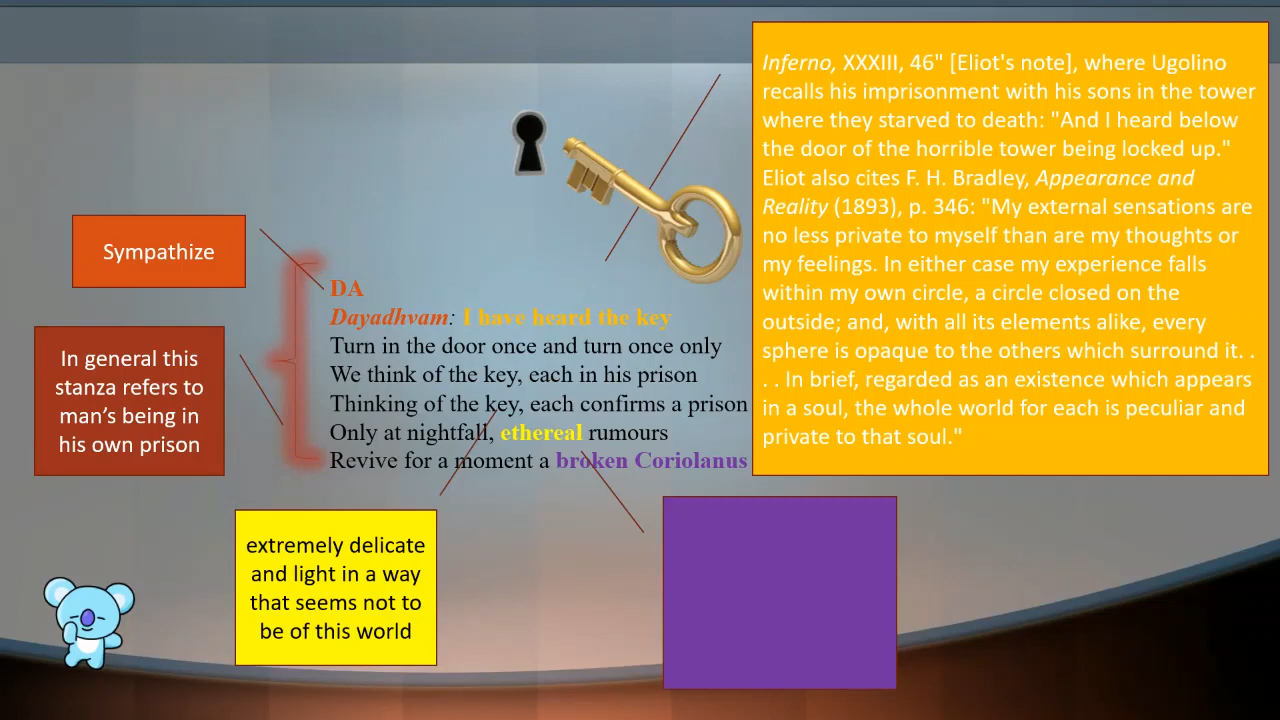 Inferno, XXXIII, 46" [Eliot's note], where Ugolino
recalls his imprisonment with his sons in the tower
where they starved to death: "And I heard below
the door of the horrible tower being locked up."
Eliot also cites F. H. Bradley, Appearance and
Reality (1893), p. 346: "My external sensations are
no less private to myself than are my thoughts or
my feelings. In either case my experience falls
within my own circle, a circle closed on the
outside; and, with all its elements alike, every
sphere is opaque to the others which surround it. .
. . In brief, regarded as an existence which appears
in a soul, the whole world for each is peculiar and
private to that soul."
Sympathize
DA
Dayadhvam: I have heard the key
Turn in the door once and turn once only
We think of the key, each in his prison
Thinking of the key, each confirms a prison
Only at nightfall, ethereal rumours
Revive for a moment a broken Coriolanus
In general this
stanza refers to
man’s being in
his own prison
extremely delicate
and light in a way
that seems not to
be of this world